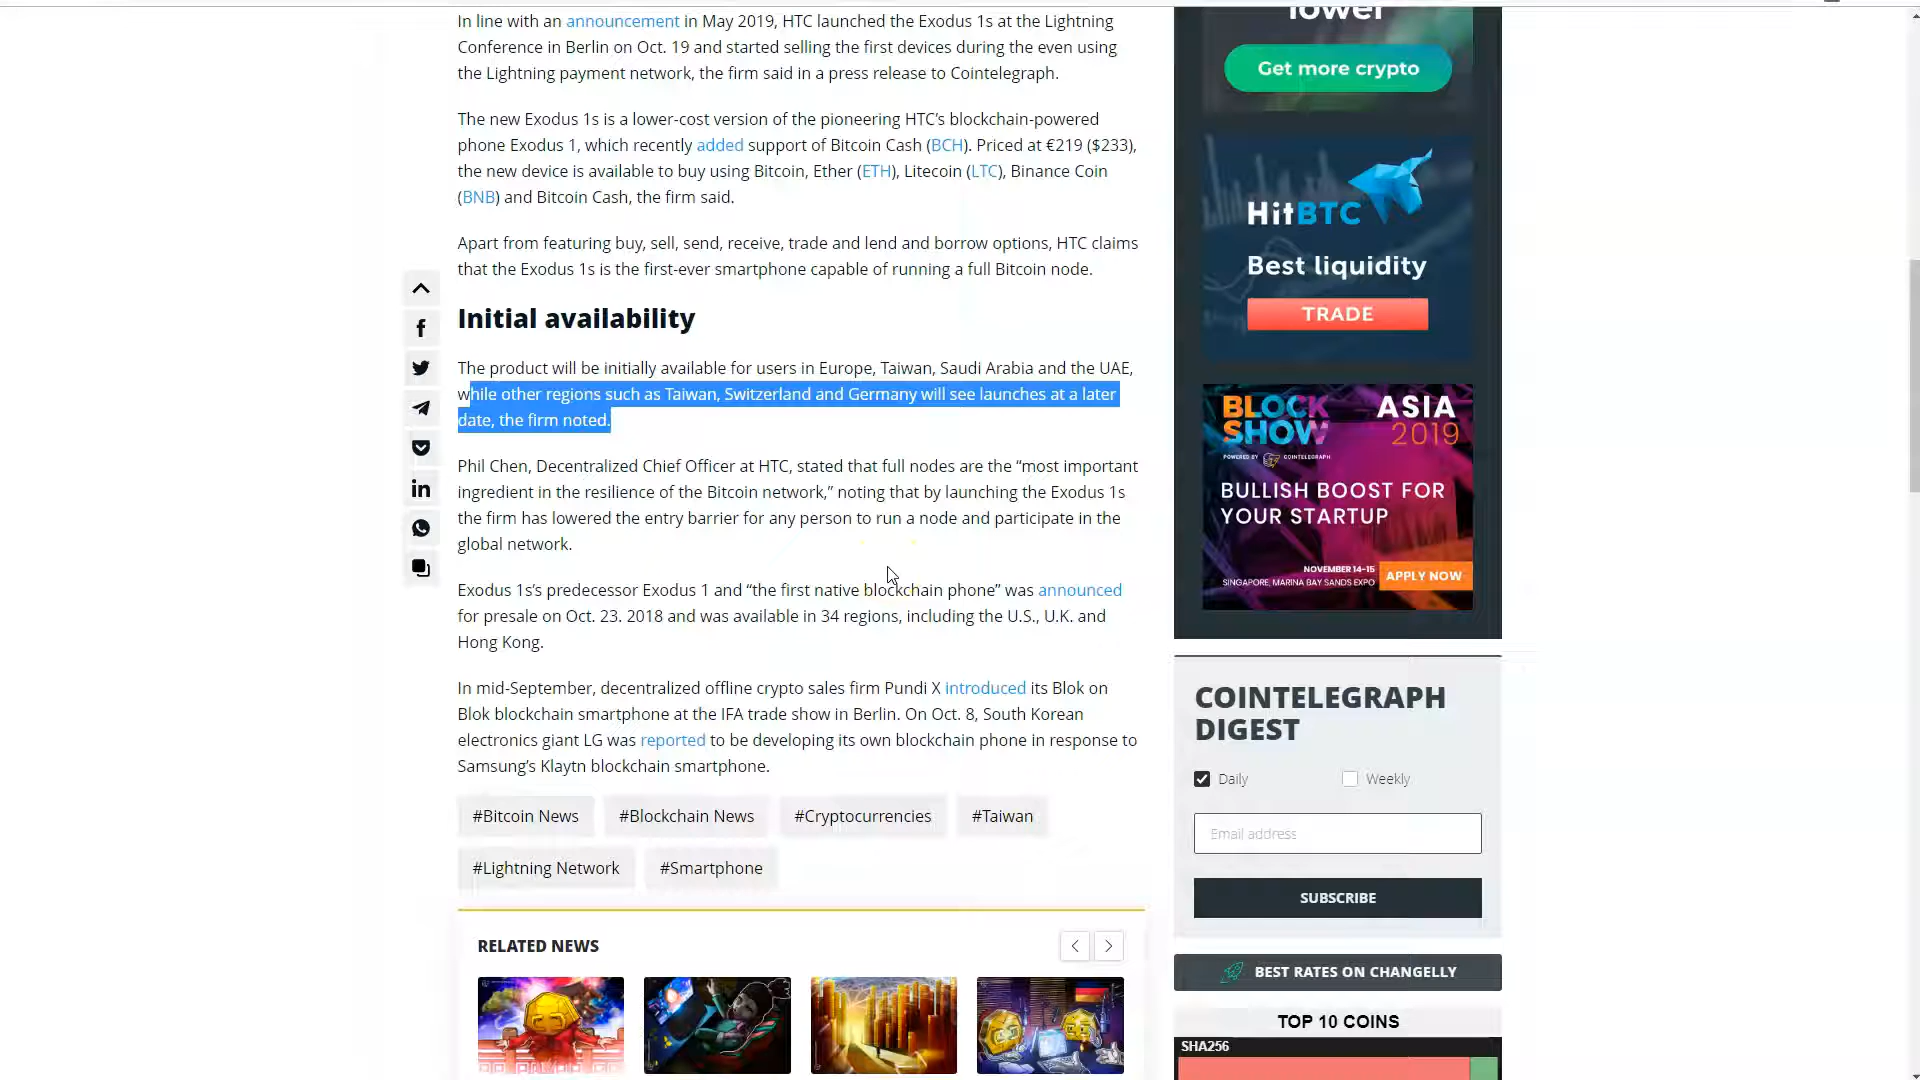 In line with an announcement in May 2019, HTC launched the Exodus 1s at the Lightning
Conference in Berlin on Oct. 19 and started selling the first devices during the even using
the Lightning payment network, the firm said in a press release to Cointelegraph.
The new Exodus 1s is a lower-cost version of the pioneering HTC’s blockchain-powered
phone Exodus 1, which recently added support of Bitcoin Cash (BCH). Priced at €219 ($233),
the new device is available to buy using Bitcoin, Ether (ETH), Litecoin (LTC), Binance Coin
(BNB) and Bitcoin Cash, the firm said.
Apart from featuring buy, sell, send, receive, trade and lend and borrow options, HTC claims
that the Exodus 1s is the first-ever smartphone capable of running a full Bitcoin node.
Initial availability
The product will be initially available for users in Europe, Taiwan, Saudi Arabia and the UAE,
while other regions such as Taiwan, Switzerland and Germany will see launches at a later
date, the firm noted.
Phil Chen, Decentralized Chief Officer at HTC, stated that full nodes are the “most important
ingredient in the resilience of the Bitcoin network,” noting that by launching the Exodus 1s
the firm has lowered the entry barrier for any person to run a node and participate in the
global network.
Exodus 1s’s predecessor Exodus 1 and “the first native blockchain phone” was announced
for presale on Oct. 23. 2018 and was available in 34 regions, including the U.S., U.K. and
Hong Kong.
In mid-September, decentralized offline crypto sales firm Pundi X introduced its Blok on
Blok blockchain smartphone at the IFA trade show in Berlin. On Oct. 8, South Korean
electronics giant LG was reported to be developing its own blockchain phone in response to
Samsung’s Klaytn blockchain smartphone.
#Bitcoin News #Blockchain News #Cryptocurrencies #Taiwan
#Lightning Network #Smartphone
RELATED NEWS
lower
Get more crypto
HitBTC
Best liquidity
TRADE
BLOCK
SHOW
ASIA
2019
POWERED BY COINTELEGRAPH
BULLISH BOOST FOR
YOUR STARTUP
NOVEMBER 14-15
SINGAPORE, MARINA BAY SANDS EXPO
APPLY NOW
COINTELEGRAPH
DIGEST
Daily Weekly
Email address
SUBSCRIBE
BEST RATES ON CHANGELLY
TOP 10 COINS
SHA256